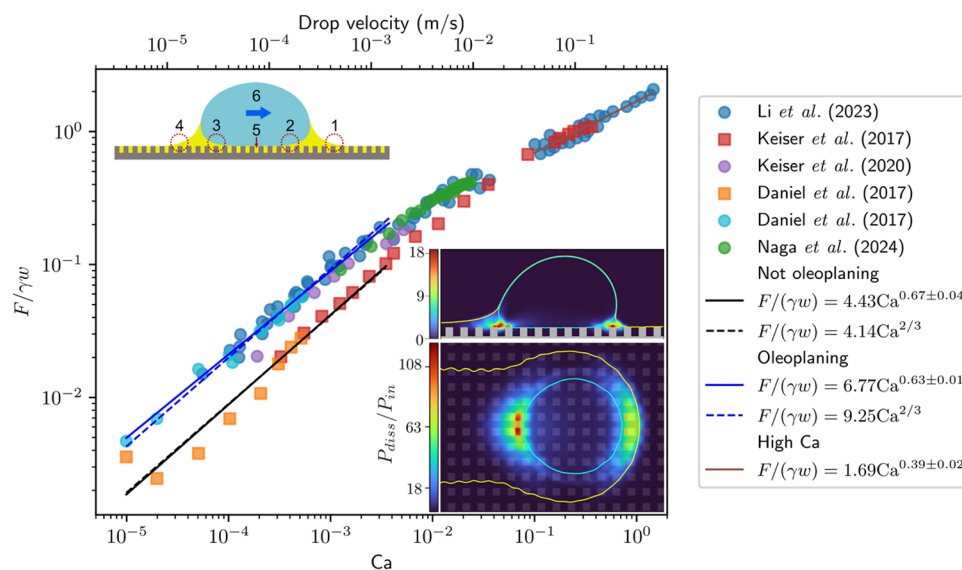 Drop velocity (m/s)
10⁻⁵ 10⁻⁴ 10⁻³ 10⁻² 10⁻¹
F/γw
10⁰
10⁻¹
10⁻²
6
4 3 5 2 1
18
9
0
P_diss/P_in
108
63
18
10⁻⁵ 10⁻⁴ 10⁻³ 10⁻² 10⁻¹ 10⁰
Ca
Li et al. (2023)
Keiser et al. (2017)
Keiser et al. (2020)
Daniel et al. (2017)
Daniel et al. (2017)
Naga et al. (2024)
Not oleoplaning
F/(γw) = 4.43Ca^0.67±0.04
F/(γw) = 4.14Ca^2/3
Oleoplaning
F/(γw) = 6.77Ca^0.63±0.01
F/(γw) = 9.25Ca^2/3
High Ca
F/(γw) = 1.69Ca^0.39±0.02